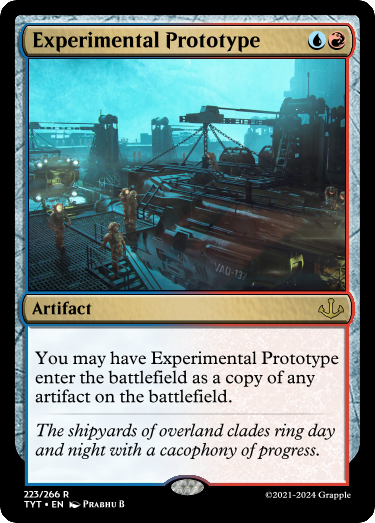 Experimental Prototype
VAO-137
Artifact
You may have Experimental Prototype
enter the battlefield as a copy of any
artifact on the battlefield.
The shipyards of overland clades ring day
and night with a cacophony of progress.
223/266 R
TYT • EN Prabhu B
©2021-2024 Grapple